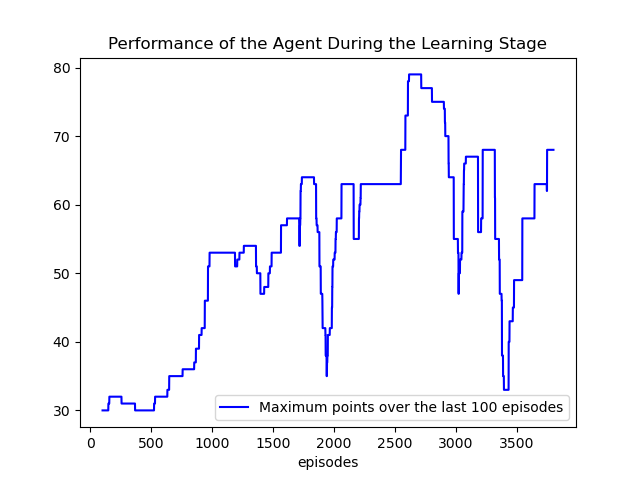 Performance of the Agent During the Learning Stage
80
70
60
50
40
30
Maximum points over the last 100 episodes
0 500 1000 1500 2000 2500 3000 3500
episodes